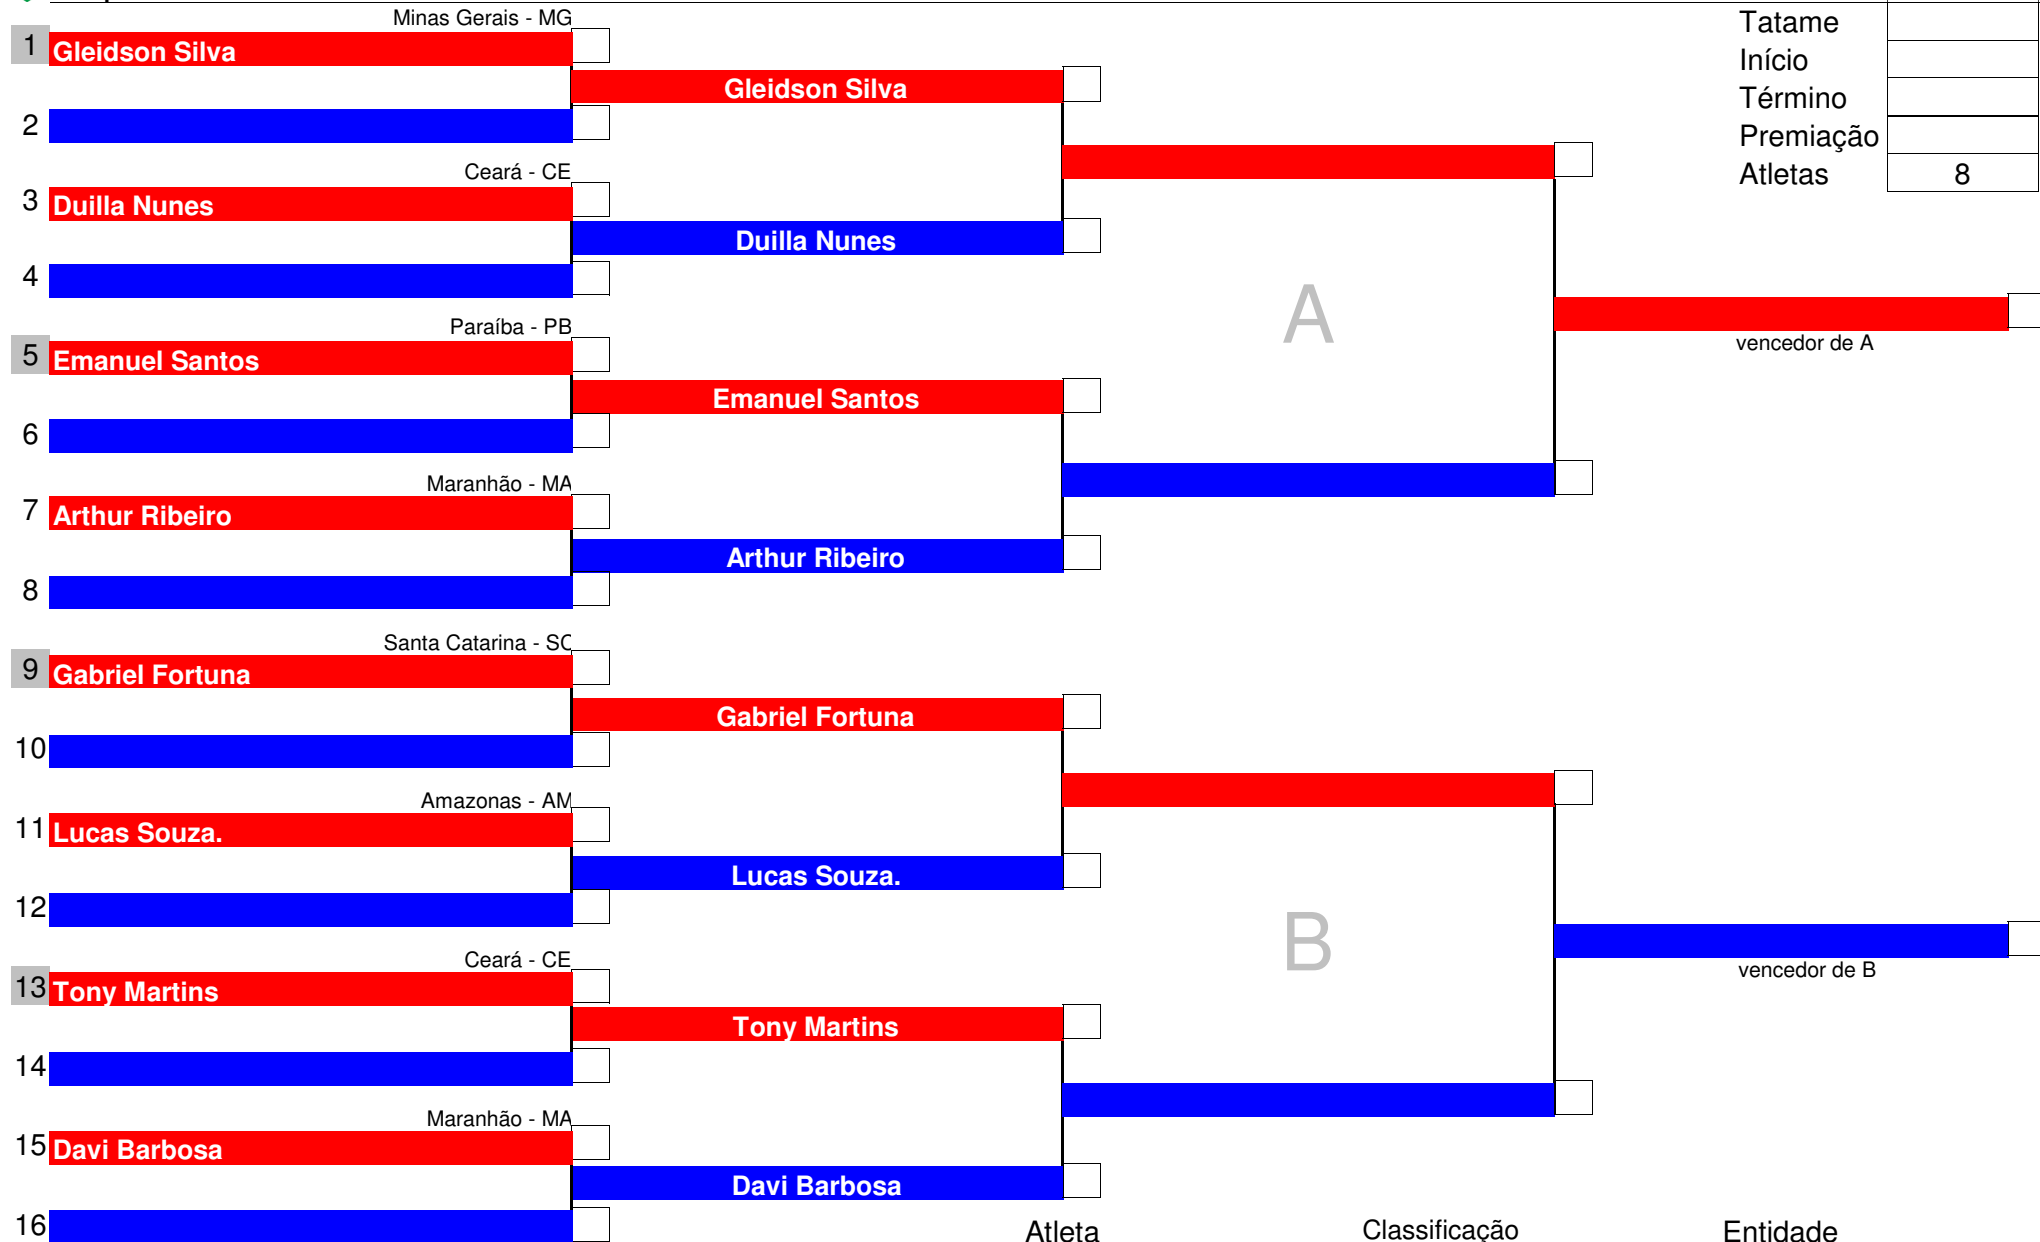 Minas Gerais - MG
Tatame
1 Gleidson Silva
Início
Gleidson Silva
Término
2
Premiação
Ceará - CE
Atletas 8
3 Duilla Nunes
Duilla Nunes
4
A
Paraíba - PB
vencedor de A
5 Emanuel Santos
Emanuel Santos
6
Maranhão - MA
7 Arthur Ribeiro
Arthur Ribeiro
8
Santa Catarina - SC
9 Gabriel Fortuna
Gabriel Fortuna
10
Amazonas - AM
11 Lucas Souza.
Lucas Souza.
12
B
Ceará - CE
vencedor de B
13 Tony Martins
Tony Martins
14
Maranhão - MA
15 Davi Barbosa
Davi Barbosa
16
Atleta Classificação Entidade